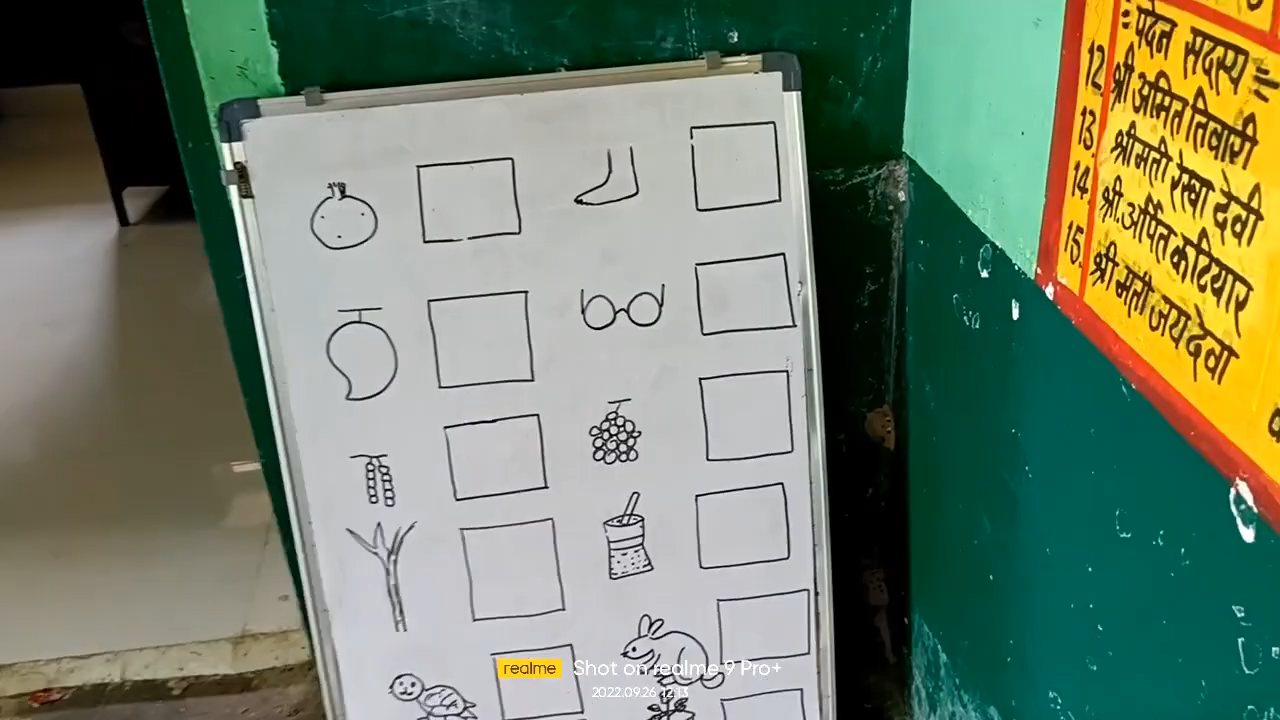 = पदेन सदस्य =
12. श्री अमित तिवारी
13. श्रीमती रेखा देवी
14. श्री. अर्पित कटियार
15. श्री मती जय देवी
realme Shot on realme 9 Pro+
2022.09.26 12:13